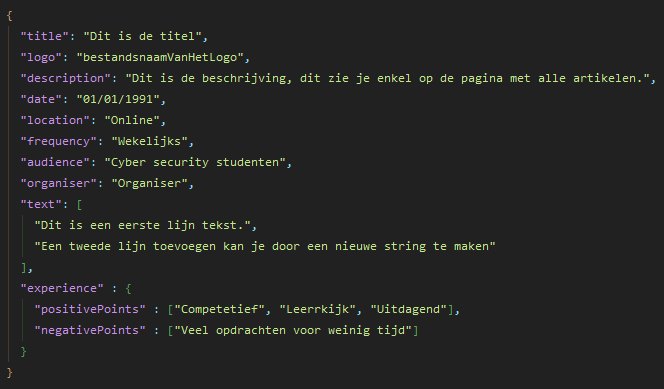 {
"title": "Dit is de titel",
"logo": "bestandsnaamVanHetLogo",
"description": "Dit is de beschrijving, dit zie je enkel op de pagina met alle artikelen.",
"date": "01/01/1991",
"location": "Online",
"frequency": "Wekelijks",
"audience": "Cyber security studenten",
"organiser": "Organiser",
"text": [
"Dit is een eerste lijn tekst.",
"Een tweede lijn toevoegen kan je door een nieuwe string te maken"
],
"experience" : {
"positivePoints" : ["Competetief", "Leerrkijk", "Uitdagend"],
"negativePoints" : ["Veel opdrachten voor weinig tijd"]
}
}